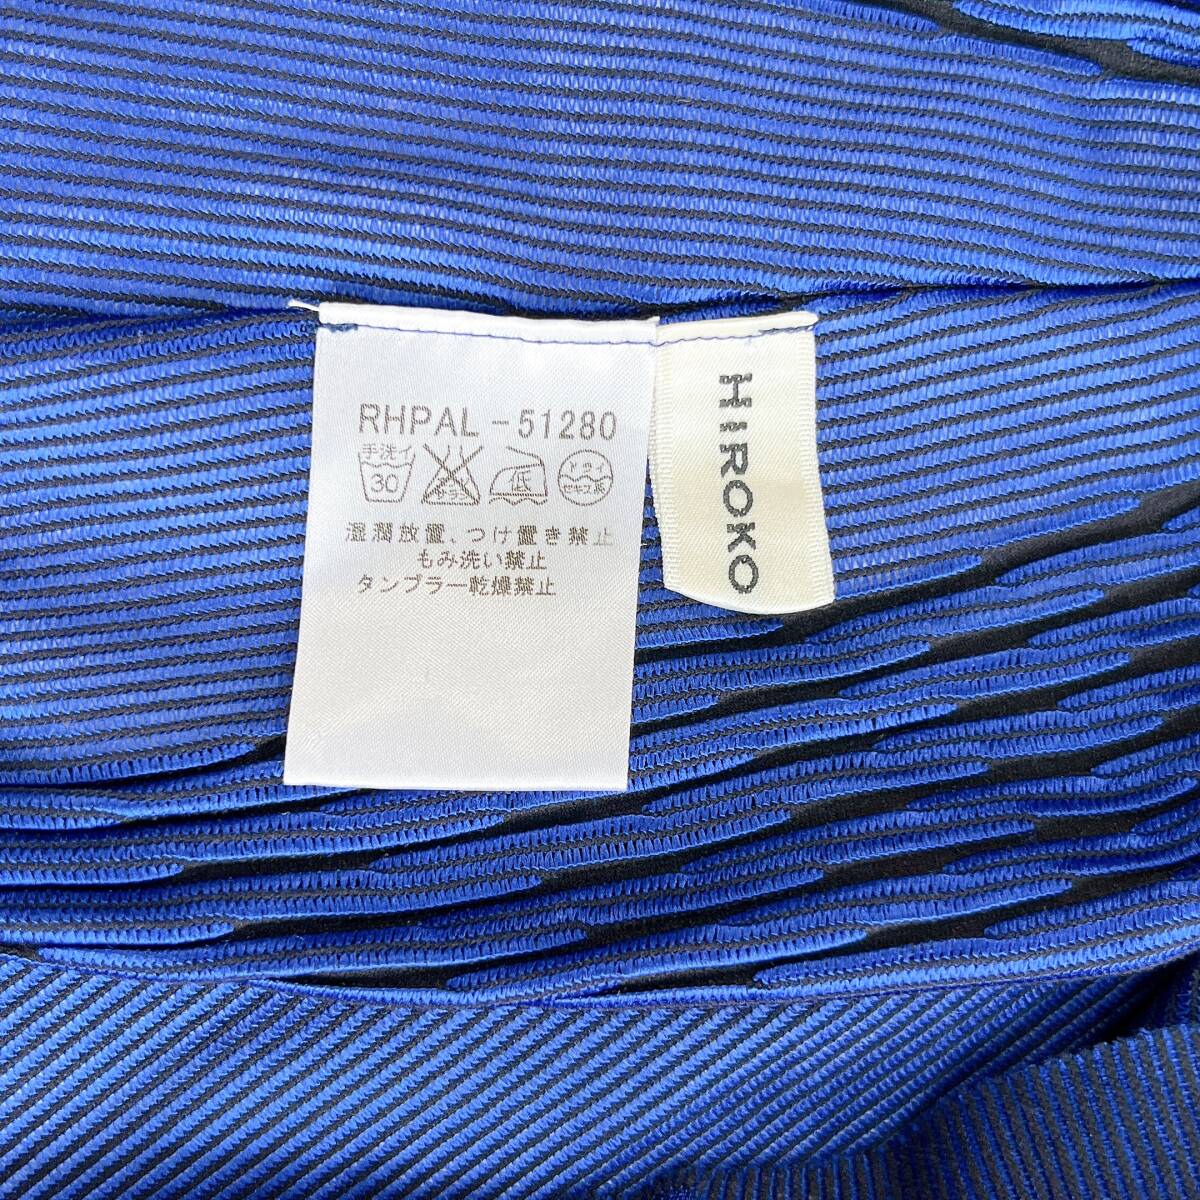 RHPAL -51280
手洗イ
30
サラシ
低
ドライ
セキユ系
湿潤放置、つけ置き禁止
もみ洗い禁止
タンブラー乾燥禁止
HIROKO